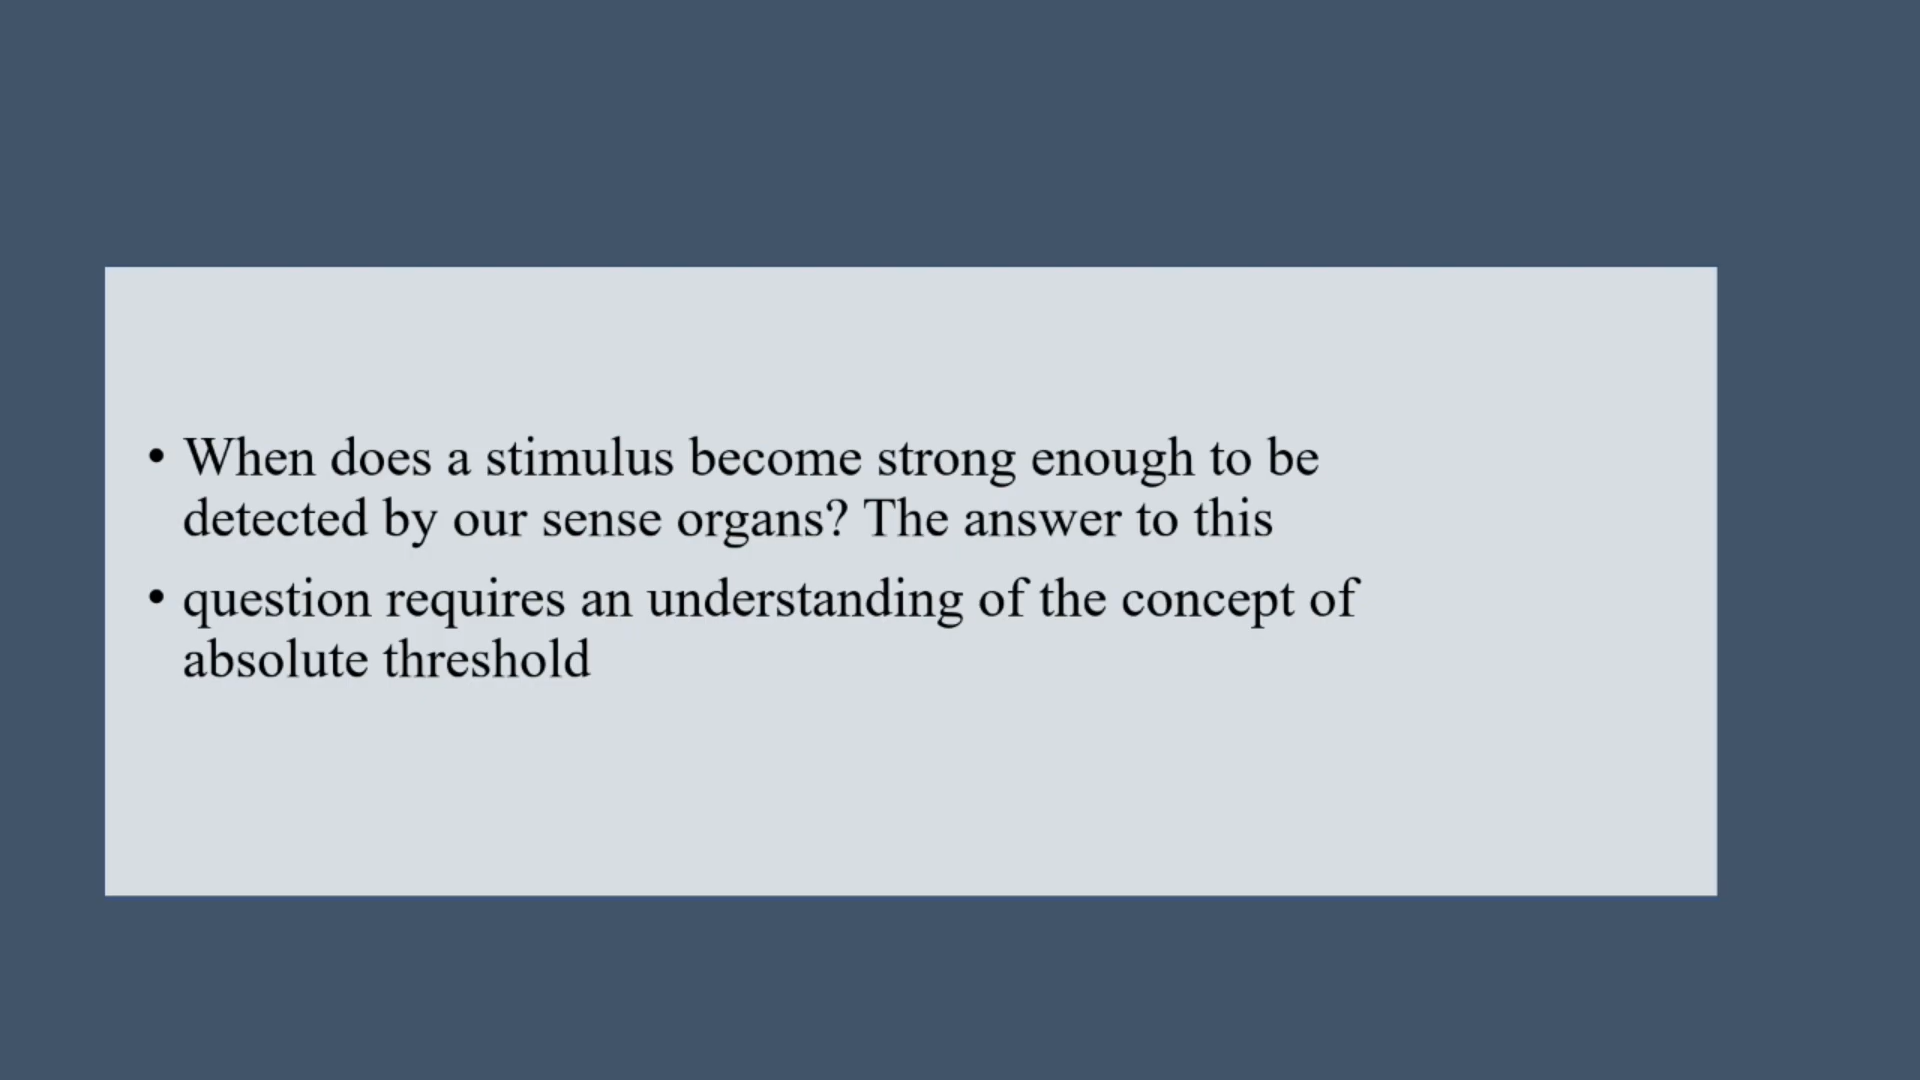 • When does a stimulus become strong enough to be
detected by our sense organs? The answer to this
• question requires an understanding of the concept of
absolute threshold